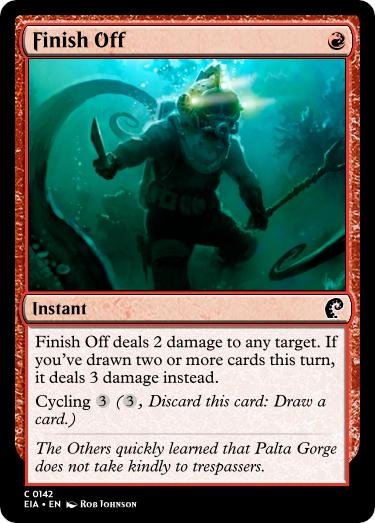 Finish Off
Instant
Finish Off deals 2 damage to any target. If
you've drawn two or more cards this turn,
it deals 3 damage instead.
Cycling 3 (3, Discard this card: Draw a
card.)
The Others quickly learned that Palta Gorge
does not take kindly to trespassers.
C 0142
EIA • EN Rob Johnson